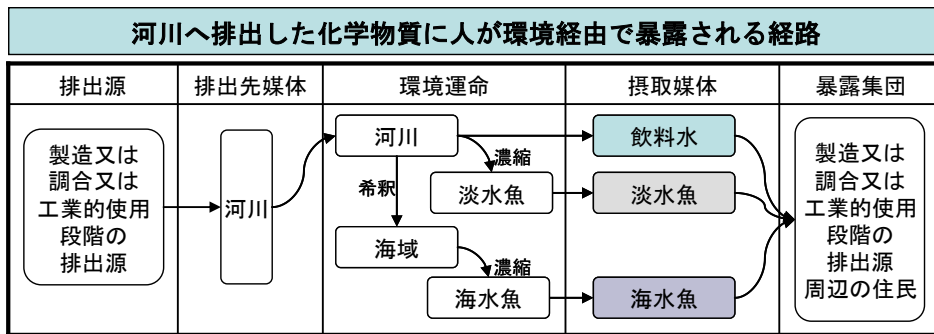 河川へ排出した化学物質に人が環境経由で暴露される経路
排出源
排出先媒体
環境運命
摂取媒体
暴露集団
製造又は
調合又は
工業的使用
段階の
排出源
河川
河川
濃縮
希釈
淡水魚
海域
濃縮
海水魚
飲料水
淡水魚
海水魚
製造又は
調合又は
工業的使用
段階の
排出源
周辺の住民